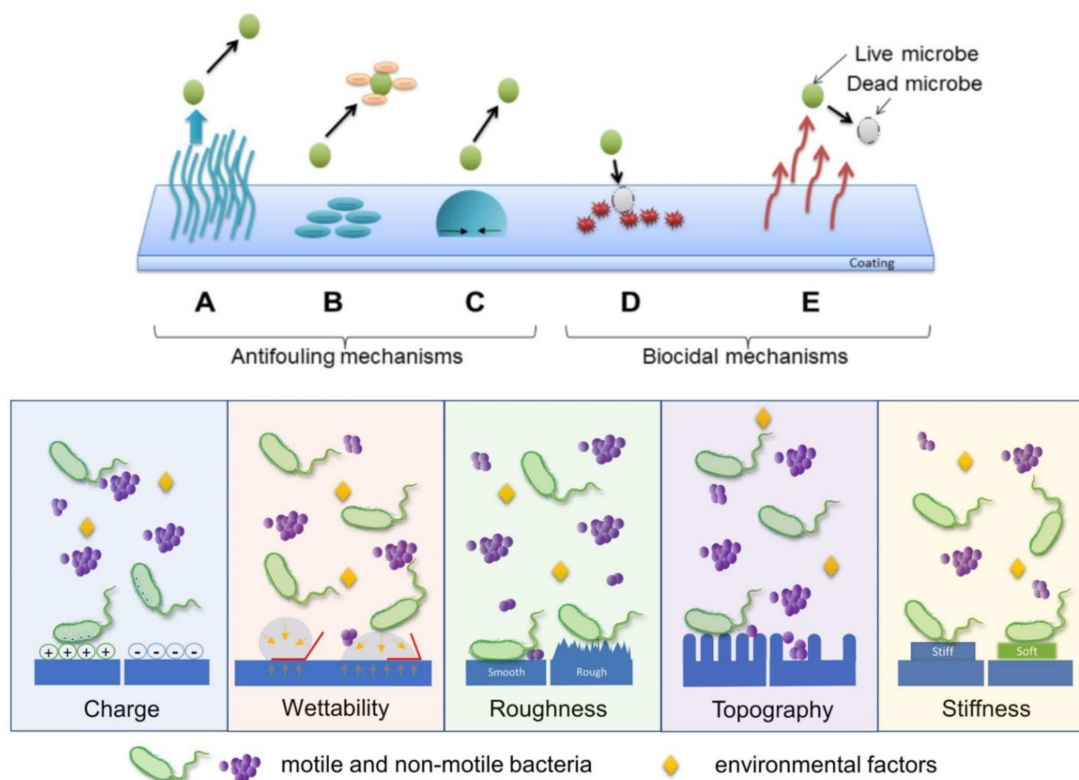 Live microbe
Dead microbe
Coating
A B C D E
Antifouling mechanisms Biocidal mechanisms
+ + + + - - - -
Smooth Rough Stiff Soft
Charge Wettability Roughness Topography Stiffness
motile and non-motile bacteria environmental factors